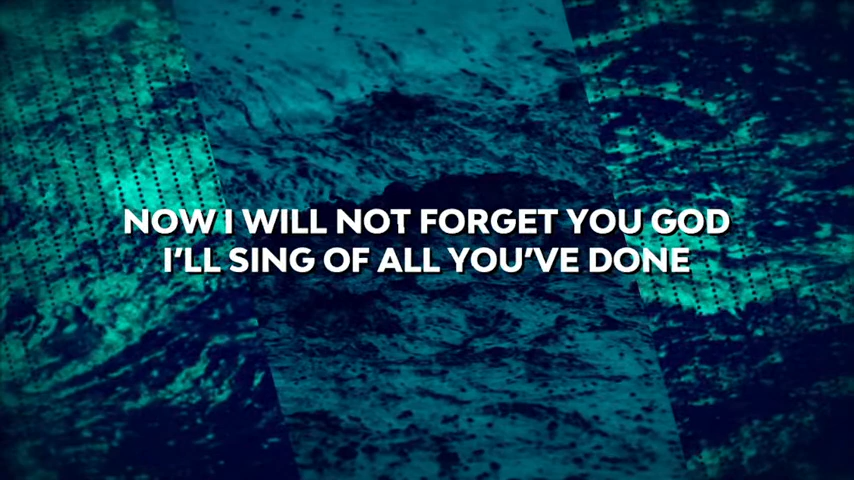 NOW I WILL NOT FORGET YOU GOD
I'LL SING OF ALL YOU'VE DONE